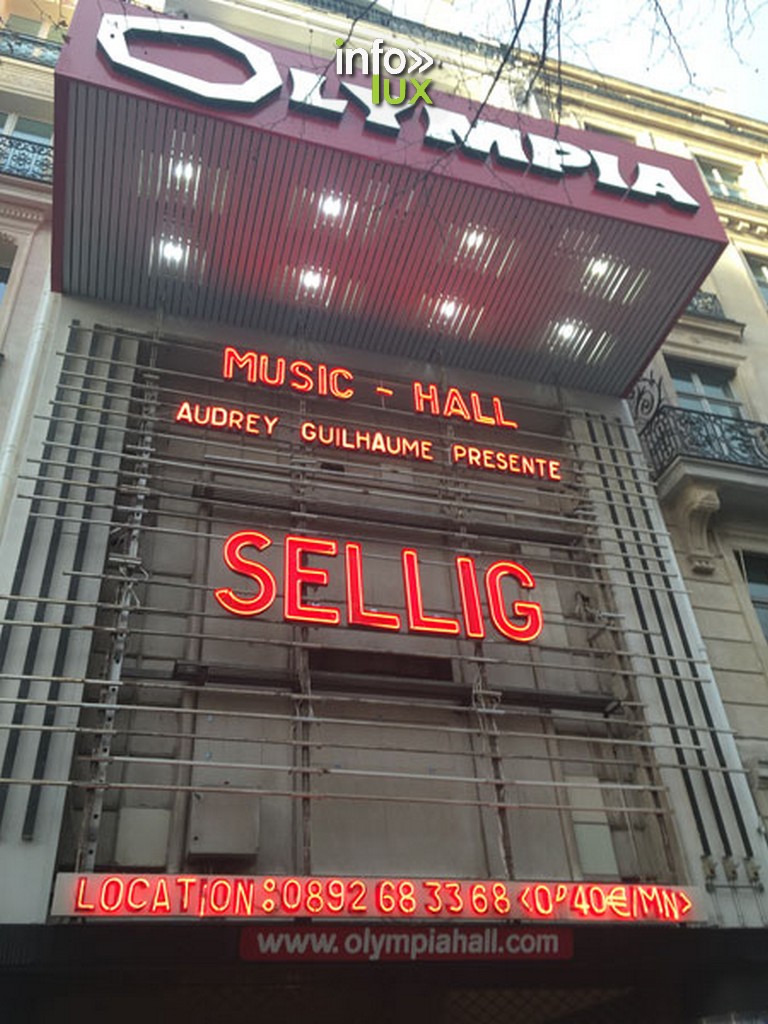 info»
lux
OLYMPIA
MUSIC - HALL
AUDREY GUILHAUME PRESENTE
SELLIG
LOCATION:0892 68 33 68 <0'40€/MN>
www.olympiahall.com